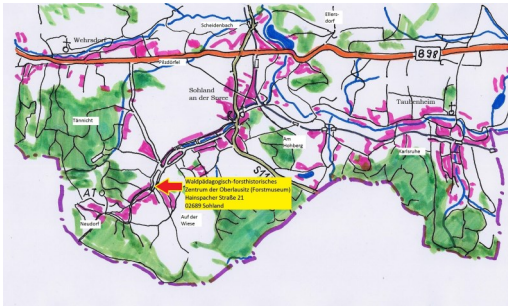 Scheidenbach
Ellers-
dorf
Wehrsdorf
B98
Pilzdörfel
Sohland
an der Spree
Taubenheim
Tännicht
Am
Hohberg
Karlsruhe
Waldpädagogisch-forsthistorisches
Zentrum der Oberlausitz (Forstmuseum)
Hainspacher Straße 21
02689 Sohland
AT
Neudorf
Auf der
Wiese